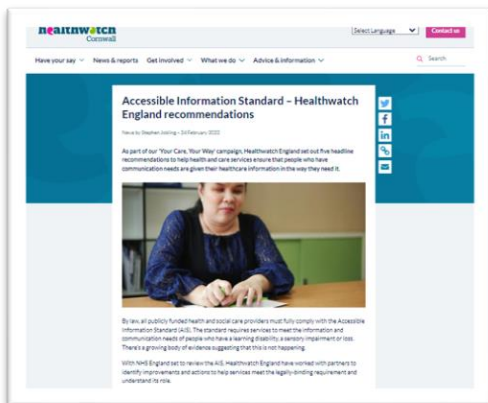 healthwatch
Cornwall
Select Language
Contact us
Have your say
News & reports
Get involved
What we do
Advice & information
Search
Accessible Information Standard – Healthwatch
England recommendations
News by Stephen – 24 February 2022
As part of our 'Your Care, Your Way' campaign, Healthwatch England set out five headline
recommendations to help health and care services ensure that people who have
communication needs are given their healthcare information in the way they need it.
By law, all publicly funded health and social care providers must fully comply with the Accessible
Information Standard (AIS). The standard requires services to meet the information and
communication needs of people who have a learning disability, a sensory impairment or loss.
There's a growing body of evidence suggesting that this is not happening.
With NHS England set to review the AIS, Healthwatch England have worked with partners to
identify improvements and actions to help services meet the legally-binding requirement and
understand its role.